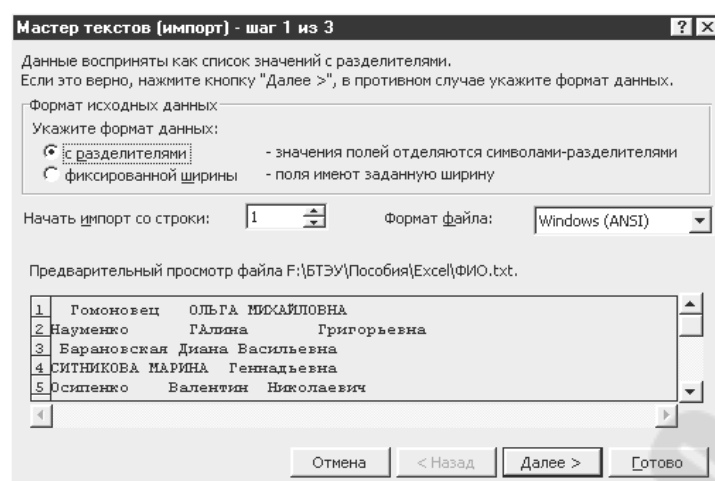 Мастер текстов (импорт) - шаг 1 из 3
Данные восприняты как список значений с разделителями.
Если это верно, нажмите кнопку "Далее >", в противном случае укажите формат данных.
Формат исходных данных
Укажите формат данных:
с разделителями - значения полей отделяются символами-разделителями
фиксированной ширины - поля имеют заданную ширину
Начать импорт со строки: 1 Формат файла: Windows (ANSI)
Предварительный просмотр файла F:\БТЭУ\Пособия\Excel\ФИО.txt.
1 Гомоновец ОЛЬГА МИХАЙЛОВНА
2 Науменко ГАлина Григорьевна
3 Барановская Диана Васильевна
4 СИТНИКОВА МАРИНА Геннадьевна
5 Осипенко Валентин Николаевич
Отмена < Назад Далее > Готово